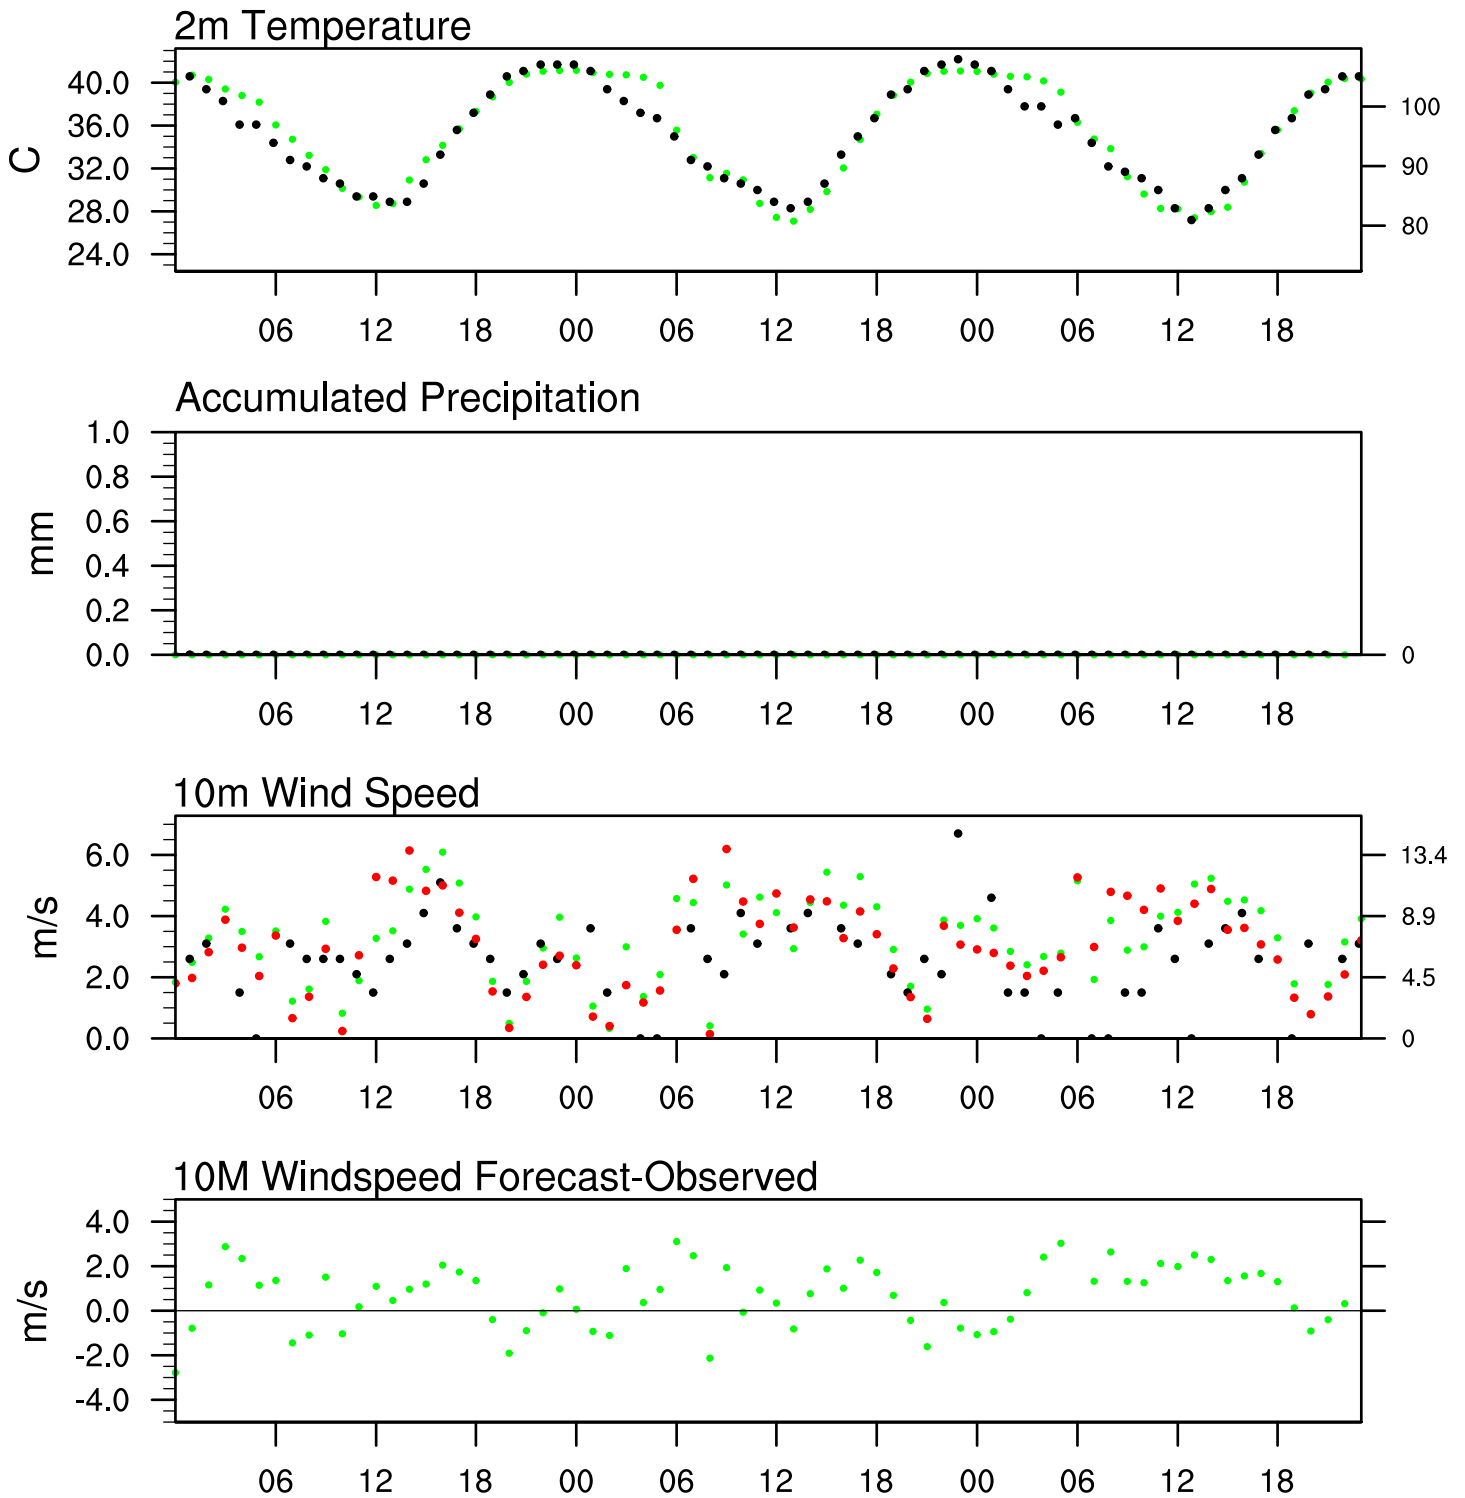 2m Temperature
40.0
36.0
32.0
28.0
24.0
C
100
90
80
06 12 18 00 06 12 18 00 06 12 18
Accumulated Precipitation
1.0
0.8
0.6
0.4
0.2
0.0
mm
0
06 12 18 00 06 12 18 00 06 12 18
10m Wind Speed
6.0
4.0
2.0
0.0
m/s
13.4
8.9
4.5
0
06 12 18 00 06 12 18 00 06 12 18
10M Windspeed Forecast-Observed
4.0
2.0
0.0
-2.0
-4.0
m/s
06 12 18 00 06 12 18 00 06 12 18